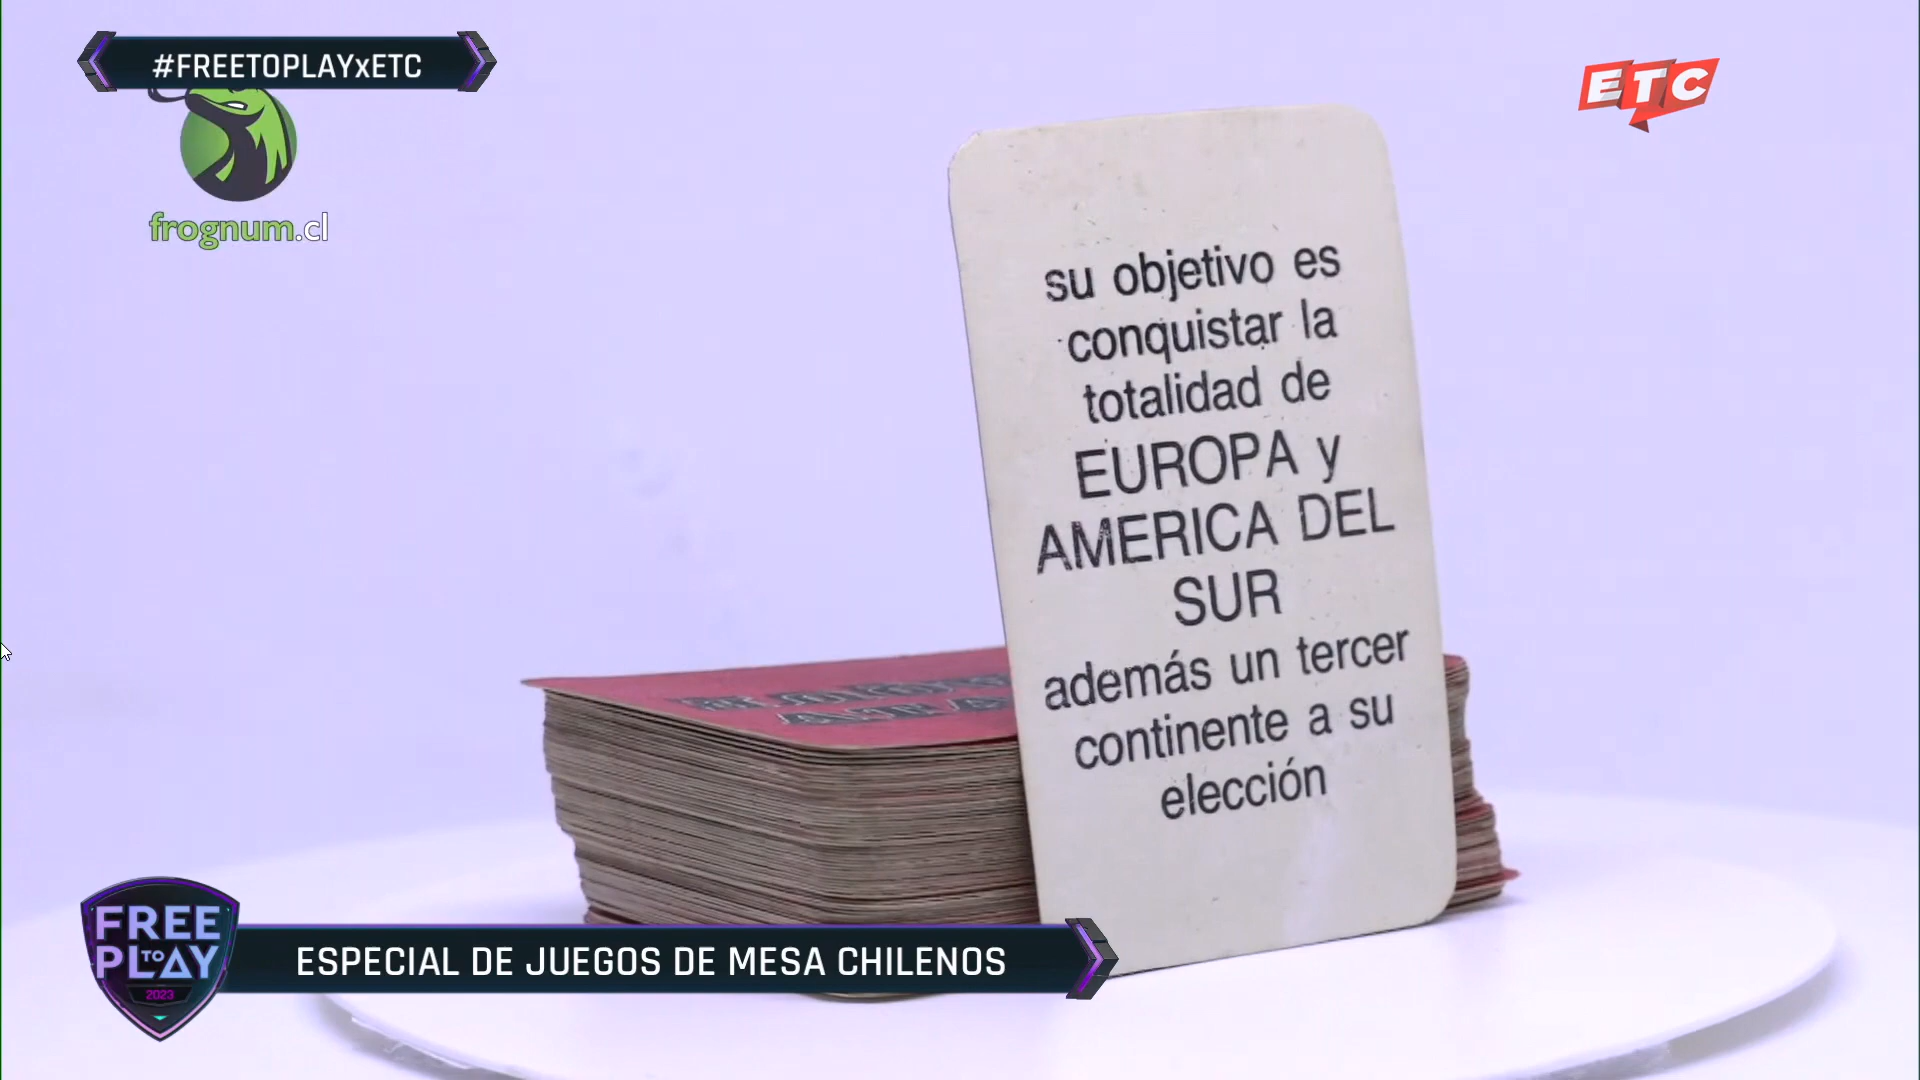 #FREETOPLAYxETC
ETC
frognum.cl
su objetivo es
conquistar la
totalidad de
EUROPA y
AMERICA DEL
SUR
además un tercer
continente a su
elección
FREE
TO
PLAY
2023
ESPECIAL DE JUEGOS DE MESA CHILENOS